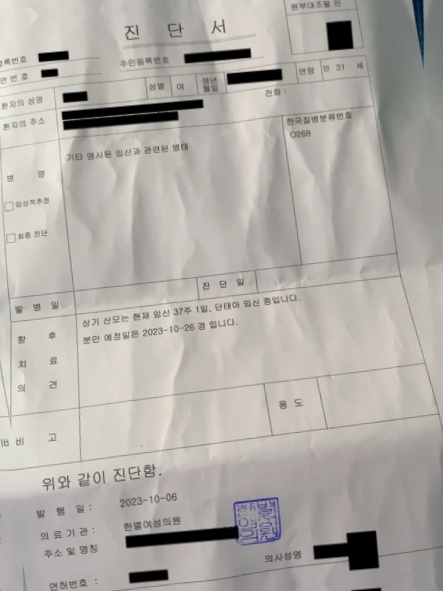 원부대조필 인
진 단 서
등록번호
연 번 호
주민등록번호
환자의 성명
성별 여
생년월일
연령 만 31 세
환자의 주소
전화 :
병 명
□ 임상적추정
□ 최종 진단
기타 명시된 임신과 관련된 병태
한국질병분류번호
O268
발 병 일
진 단 일
향 후 치 료 의 견
상기 산모는 현재 임신 37주 1일, 단태아 임신 중입니다.
분만 예정일은 2023-10-26 경 입니다.
비 고
용 도
위와 같이 진단함.
발 행 일 : 2023-10-06
의료기관 : 한별여성의원
주소 및 명칭
의사성명
면허번호 :